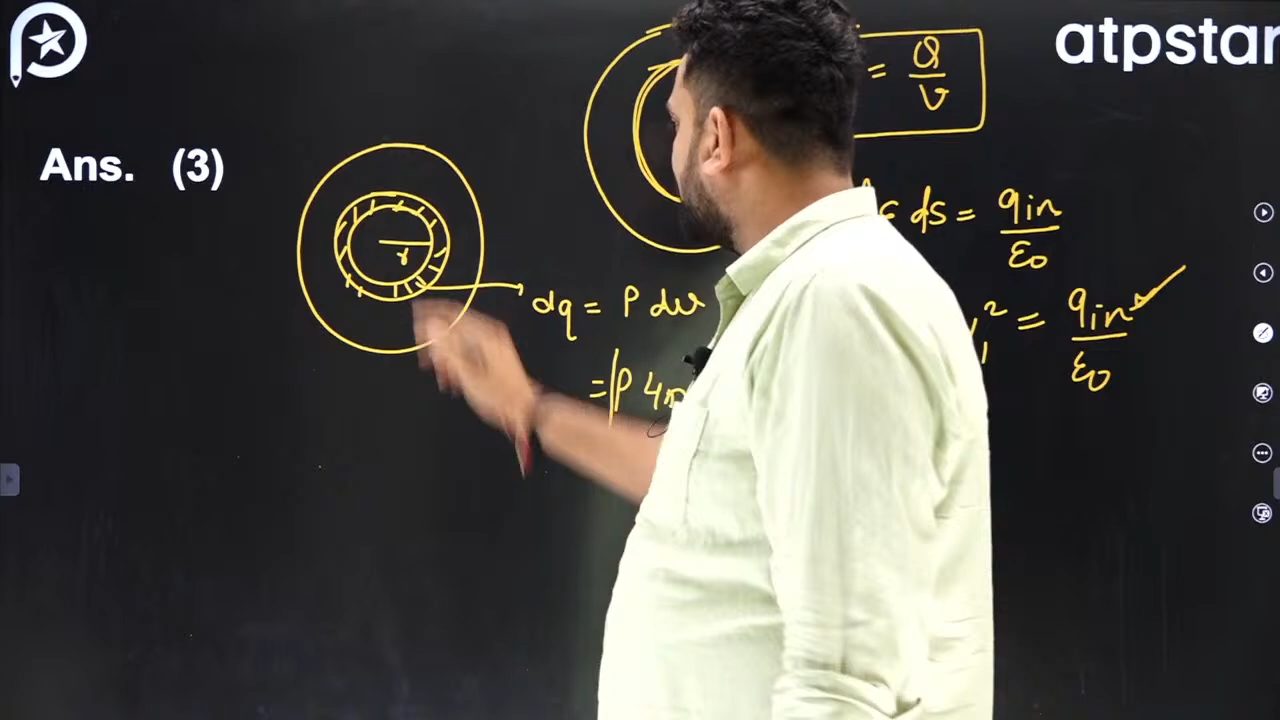 atpstar
Ans. (3)
= Q/V
ds = qin/ε0
r
dq = ρ dv
2 = qin/ε0
= ρ 4π